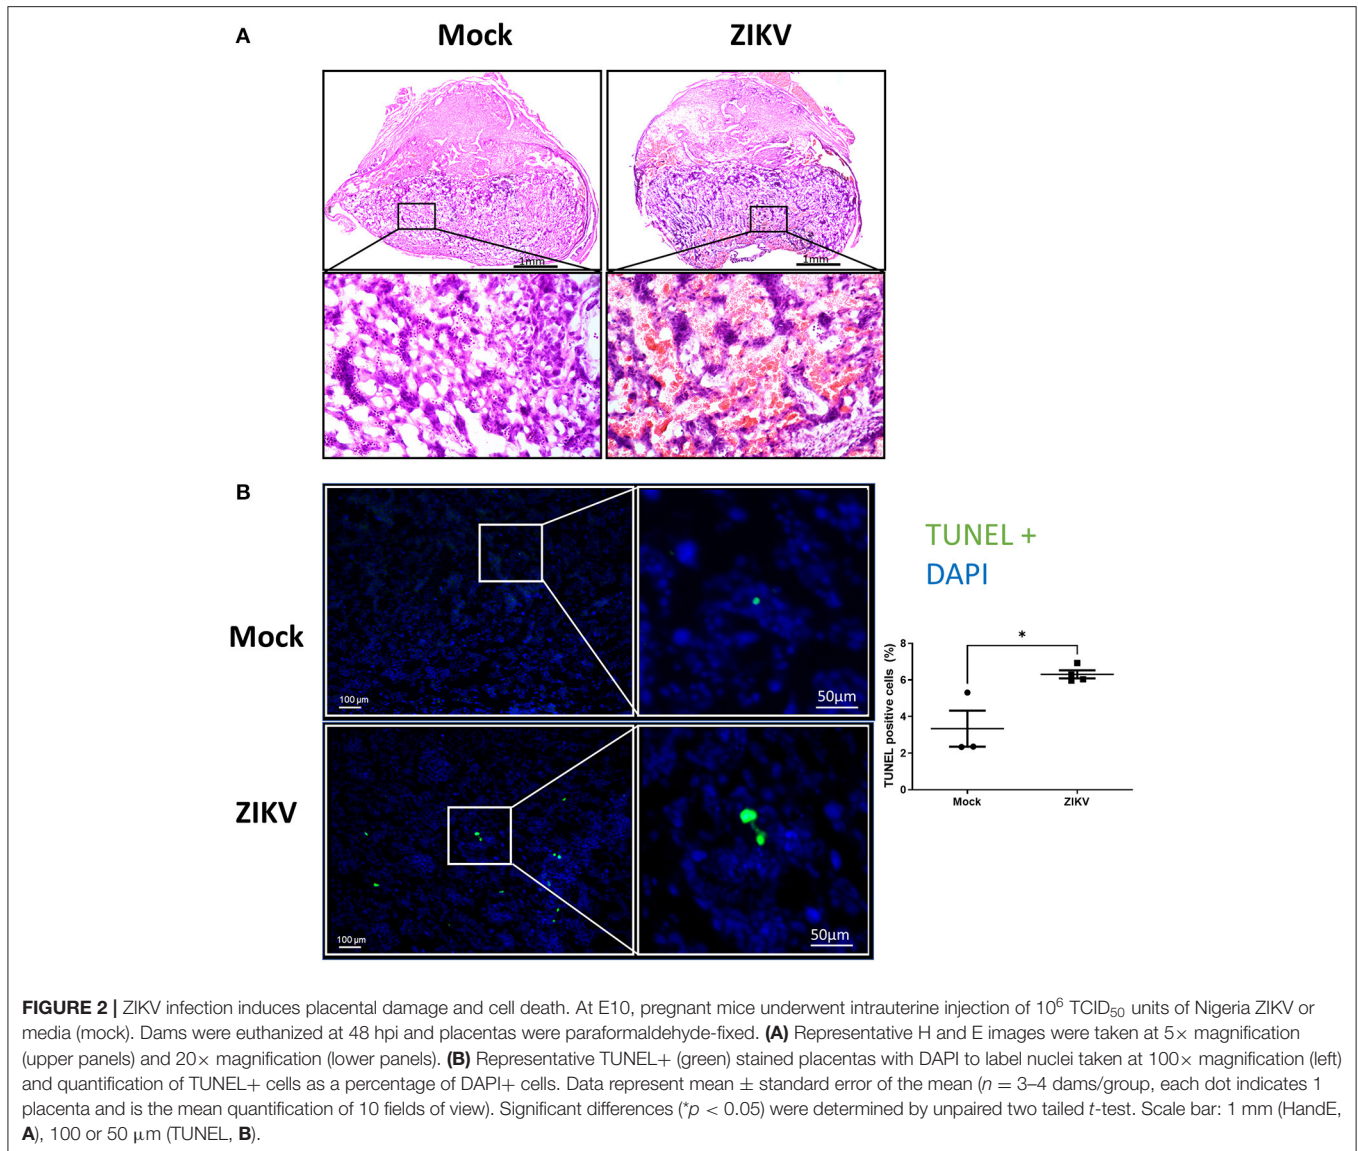 A
Mock
ZIKV
1mm
1mm
B
Mock
100 µm
50µm
ZIKV
100 µm
50µm
TUNEL +
DAPI
TUNEL positive cells (%)
8
6
4
2
0
*
Mock
ZIKV
FIGURE 2 | ZIKV infection induces placental damage and cell death. At E10, pregnant mice underwent intrauterine injection of 10⁶ TCID₅₀ units of Nigeria ZIKV or
media (mock). Dams were euthanized at 48 hpi and placentas were paraformaldehyde-fixed. (A) Representative H and E images were taken at 5× magnification
(upper panels) and 20× magnification (lower panels). (B) Representative TUNEL+ (green) stained placentas with DAPI to label nuclei taken at 100× magnification (left)
and quantification of TUNEL+ cells as a percentage of DAPI+ cells. Data represent mean ± standard error of the mean (n = 3–4 dams/group, each dot indicates 1
placenta and is the mean quantification of 10 fields of view). Significant differences (*p < 0.05) were determined by unpaired two tailed t-test. Scale bar: 1 mm (HandE,
A), 100 or 50 µm (TUNEL, B).